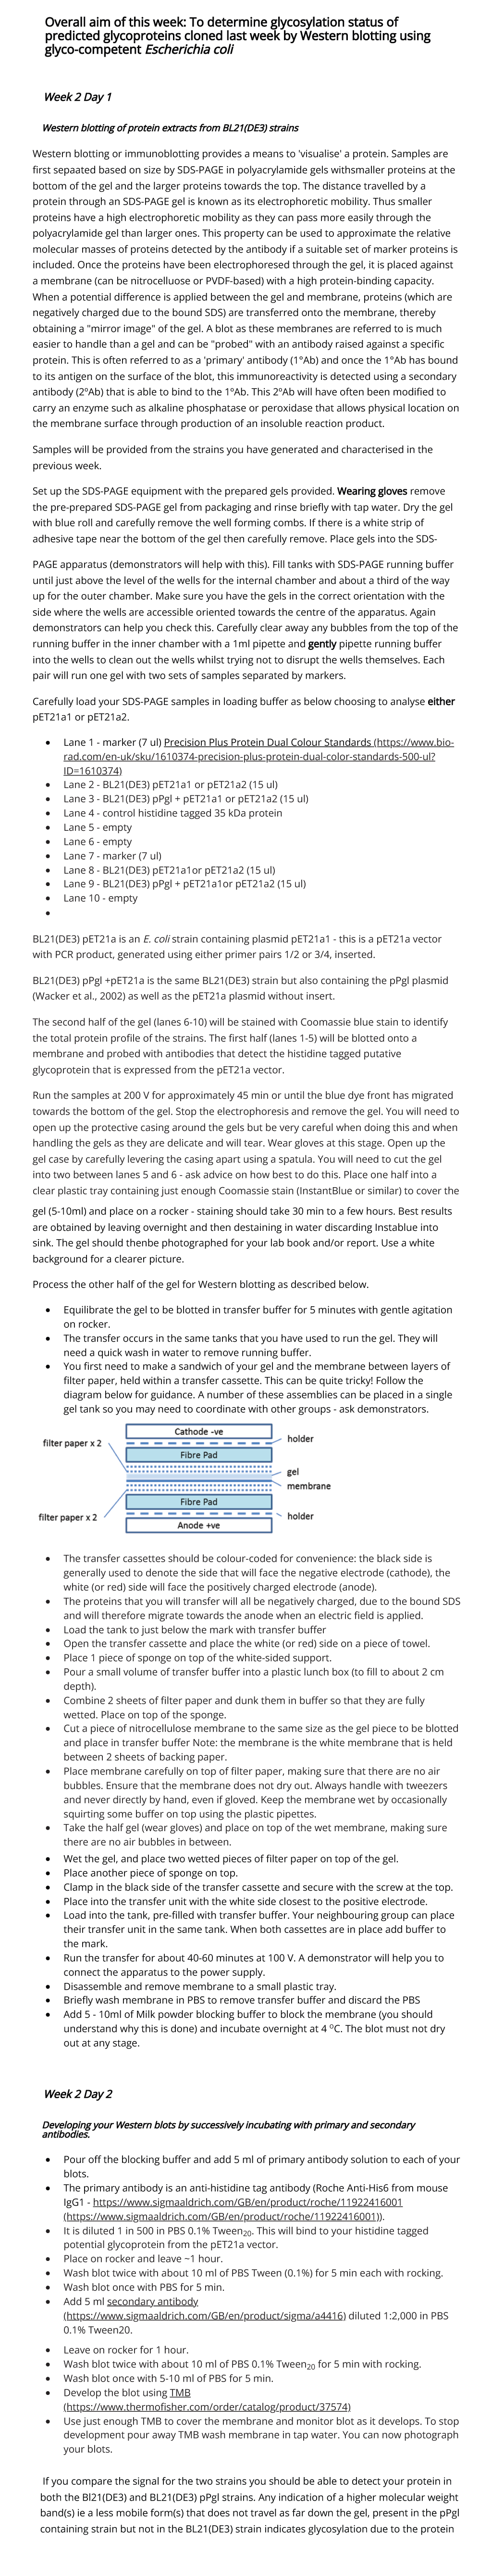 Overall aim of this week: To determine glycosylation status of
predicted glycoproteins cloned last week by Western blotting using
glyco-competent Escherichia coli
Week 2 Day 1
Western blotting of protein extracts from BL21(DE3) strains
Western blotting or immunoblotting provides a means to 'visualise' a protein. Samples are
first sepaated based on size by SDS-PAGE in polyacrylamide gels withsmaller proteins at the
bottom of the gel and the larger proteins towards the top. The distance travelled by a
protein through an SDS-PAGE gel is known as its electrophoretic mobility. Thus smaller
proteins have a high electrophoretic mobility as they can pass more easily through the
polyacrylamide gel than larger ones. This property can be used to approximate the relative
molecular masses of proteins detected by the antibody if a suitable set of marker proteins is
included. Once the proteins have been electrophoresed through the gel, it is placed against
a membrane (can be nitrocelluose or PVDF-based) with a high protein-binding capacity.
When a potential difference is applied between the gel and membrane, proteins (which are
negatively charged due to the bound SDS) are transferred onto the membrane, thereby
obtaining a "mirror image" of the gel. A blot as these membranes are referred to is much
easier to handle than a gel and can be "probed" with an antibody raised against a specific
protein. This is often referred to as a 'primary' antibody (1°Ab) and once the 1°Ab has bound
to its antigen on the surface of the blot, this immunoreactivity is detected using a secondary
antibody (2°Ab) that is able to bind to the 1°Ab. This 2°Ab will have often been modified to
carry an enzyme such as alkaline phosphatase or peroxidase that allows physical location on
the membrane surface through production of an insoluble reaction product.
Samples will be provided from the strains you have generated and characterised in the
previous week.
Set up the SDS-PAGE equipment with the prepared gels provided. Wearing gloves remove
the pre-prepared SDS-PAGE gel from packaging and rinse briefly with tap water. Dry the gel
with blue roll and carefully remove the well forming combs. If there is a white strip of
adhesive tape near the bottom of the gel then carefully remove. Place gels into the SDS-
PAGE apparatus (demonstrators will help with this). Fill tanks with SDS-PAGE running buffer
until just above the level of the wells for the internal chamber and about a third of the way
up for the outer chamber. Make sure you have the gels in the correct orientation with the
side where the wells are accessible oriented towards the centre of the apparatus. Again
demonstrators can help you check this. Carefully clear away any bubbles from the top of the
running buffer in the inner chamber with a 1ml pipette and gently pipette running buffer
into the wells to clean out the wells whilst trying not to disrupt the wells themselves. Each
pair will run one gel with two sets of samples separated by markers.
Carefully load your SDS-PAGE samples in loading buffer as below choosing to analyse either
pET21a1 or pET21a2.
• Lane 1 - marker (7 ul) Precision Plus Protein Dual Colour Standards (https://www.bio-
rad.com/en-uk/sku/1610374-precision-plus-protein-dual-color-standards-500-ul?
ID=1610374)
• Lane 2 - BL21(DE3) pET21a1 or pET21a2 (15 ul)
• Lane 3 - BL21(DE3) pPgl + pET21a1 or pET21a2 (15 ul)
• Lane 4 - control histidine tagged 35 kDa protein
• Lane 5 - empty
• Lane 6 - empty
• Lane 7 - marker (7 ul)
• Lane 8 - BL21(DE3) pET21a1or pET21a2 (15 ul)
• Lane 9 - BL21(DE3) pPgl + pET21a1or pET21a2 (15 ul)
• Lane 10 - empty
•
BL21(DE3) pET21a is an E. coli strain containing plasmid pET21a1 - this is a pET21a vector
with PCR product, generated using either primer pairs 1/2 or 3/4, inserted.
BL21(DE3) pPgl +pET21a is the same BL21(DE3) strain but also containing the pPgl plasmid
(Wacker et al., 2002) as well as the pET21a plasmid without insert.
The second half of the gel (lanes 6-10) will be stained with Coomassie blue stain to identify
the total protein profile of the strains. The first half (lanes 1-5) will be blotted onto a
membrane and probed with antibodies that detect the histidine tagged putative
glycoprotein that is expressed from the pET21a vector.
Run the samples at 200 V for approximately 45 min or until the blue dye front has migrated
towards the bottom of the gel. Stop the electrophoresis and remove the gel. You will need to
open up the protective casing around the gels but be very careful when doing this and when
handling the gels as they are delicate and will tear. Wear gloves at this stage. Open up the
gel case by carefully levering the casing apart using a spatula. You will need to cut the gel
into two between lanes 5 and 6 - ask advice on how best to do this. Place one half into a
clear plastic tray containing just enough Coomassie stain (InstantBlue or similar) to cover the
gel (5-10ml) and place on a rocker - staining should take 30 min to a few hours. Best results
are obtained by leaving overnight and then destaining in water discarding Instablue into
sink. The gel should thenbe photographed for your lab book and/or report. Use a white
background for a clearer picture.
Process the other half of the gel for Western blotting as described below.
• Equilibrate the gel to be blotted in transfer buffer for 5 minutes with gentle agitation
on rocker.
• The transfer occurs in the same tanks that you have used to run the gel. They will
need a quick wash in water to remove running buffer.
• You first need to make a sandwich of your gel and the membrane between layers of
filter paper, held within a transfer cassette. This can be quite tricky! Follow the
diagram below for guidance. A number of these assemblies can be placed in a single
gel tank so you may need to coordinate with other groups - ask demonstrators.
Cathode -ve
holder
filter paper x 2
Fibre Pad
gel
membrane
Fibre Pad
holder
filter paper x 2
Anode +ve
• The transfer cassettes should be colour-coded for convenience: the black side is
generally used to denote the side that will face the negative electrode (cathode), the
white (or red) side will face the positively charged electrode (anode).
• The proteins that you will transfer will all be negatively charged, due to the bound SDS
and will therefore migrate towards the anode when an electric field is applied.
• Load the tank to just below the mark with transfer buffer
• Open the transfer cassette and place the white (or red) side on a piece of towel.
• Place 1 piece of sponge on top of the white-sided support.
• Pour a small volume of transfer buffer into a plastic lunch box (to fill to about 2 cm
depth).
• Combine 2 sheets of filter paper and dunk them in buffer so that they are fully
wetted. Place on top of the sponge.
• Cut a piece of nitrocellulose membrane to the same size as the gel piece to be blotted
and place in transfer buffer Note: the membrane is the white membrane that is held
between 2 sheets of backing paper.
• Place membrane carefully on top of filter paper, making sure that there are no air
bubbles. Ensure that the membrane does not dry out. Always handle with tweezers
and never directly by hand, even if gloved. Keep the membrane wet by occasionally
squirting some buffer on top using the plastic pipettes.
• Take the half gel (wear gloves) and place on top of the wet membrane, making sure
there are no air bubbles in between.
• Wet the gel, and place two wetted pieces of filter paper on top of the gel.
• Place another piece of sponge on top.
• Clamp in the black side of the transfer cassette and secure with the screw at the top.
• Place into the transfer unit with the white side closest to the positive electrode.
• Load into the tank, pre-filled with transfer buffer. Your neighbouring group can place
their transfer unit in the same tank. When both cassettes are in place add buffer to
the mark.
• Run the transfer for about 40-60 minutes at 100 V. A demonstrator will help you to
connect the apparatus to the power supply.
• Disassemble and remove membrane to a small plastic tray.
• Briefly wash membrane in PBS to remove transfer buffer and discard the PBS
• Add 5 - 10ml of Milk powder blocking buffer to block the membrane (you should
understand why this is done) and incubate overnight at 4 °C. The blot must not dry
out at any stage.
Week 2 Day 2
Developing your Western blots by successively incubating with primary and secondary
antibodies.
• Pour off the blocking buffer and add 5 ml of primary antibody solution to each of your
blots.
• The primary antibody is an anti-histidine tag antibody (Roche Anti-His6 from mouse
IgG1 - https://www.sigmaaldrich.com/GB/en/product/roche/11922416001
(https://www.sigmaaldrich.com/GB/en/product/roche/11922416001)).
• It is diluted 1 in 500 in PBS 0.1% Tween20. This will bind to your histidine tagged
potential glycoprotein from the pET21a vector.
• Place on rocker and leave ~1 hour.
• Wash blot twice with about 10 ml of PBS Tween (0.1%) for 5 min each with rocking.
• Wash blot once with PBS for 5 min.
• Add 5 ml secondary antibody
(https://www.sigmaaldrich.com/GB/en/product/sigma/a4416) diluted 1:2,000 in PBS
0.1% Tween20.
• Leave on rocker for 1 hour.
• Wash blot twice with about 10 ml of PBS 0.1% Tween20 for 5 min with rocking.
• Wash blot once with 5-10 ml of PBS for 5 min.
• Develop the blot using TMB
(https://www.thermofisher.com/order/catalog/product/37574)
• Use just enough TMB to cover the membrane and monitor blot as it develops. To stop
development pour away TMB wash membrane in tap water. You can now photograph
your blots.
If you compare the signal for the two strains you should be able to detect your protein in
both the Bl21(DE3) and BL21(DE3) pPgl strains. Any indication of a higher molecular weight
band(s) ie a less mobile form(s) that does not travel as far down the gel, present in the pPgl
containing strain but not in the BL21(DE3) strain indicates glycosylation due to the protein